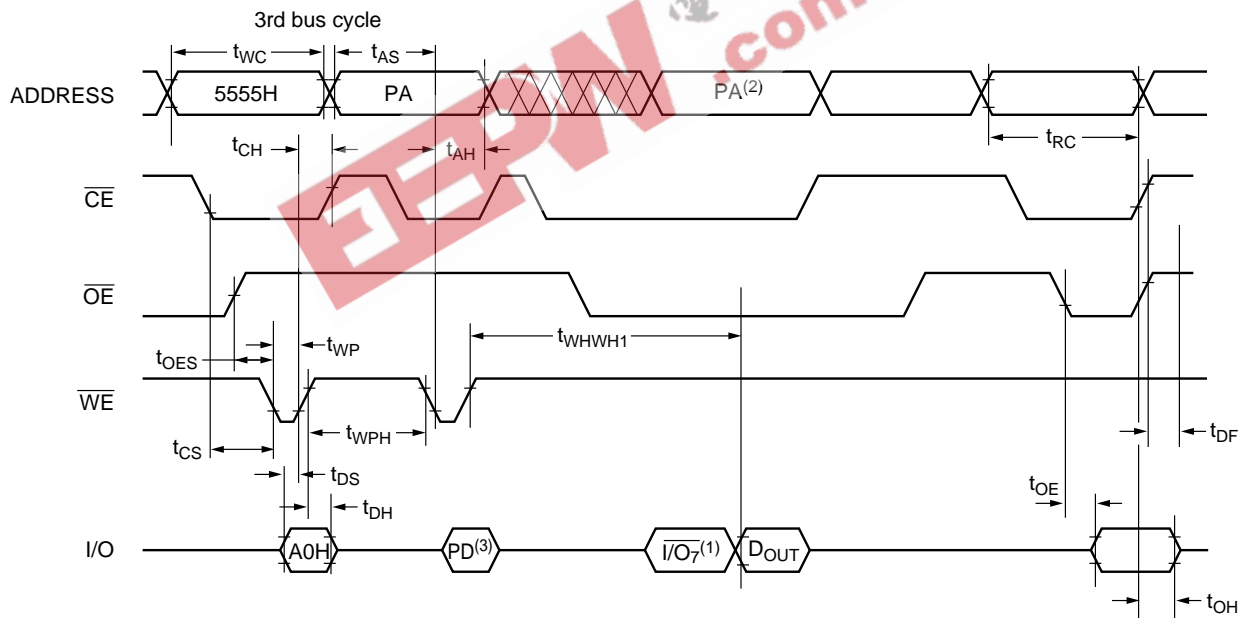 3rd bus cycle
tWC
tAS
ADDRESS
5555H
PA
PA(2)
tCH
tAH
tRC
CE
OE
tWHWH1
tWP
tOES
WE
tWPH
tCS
tDF
tDS
tOE
tDH
I/O
A0H
PD(3)
I/O7(1)
DOUT
tOH
EEPW
.com